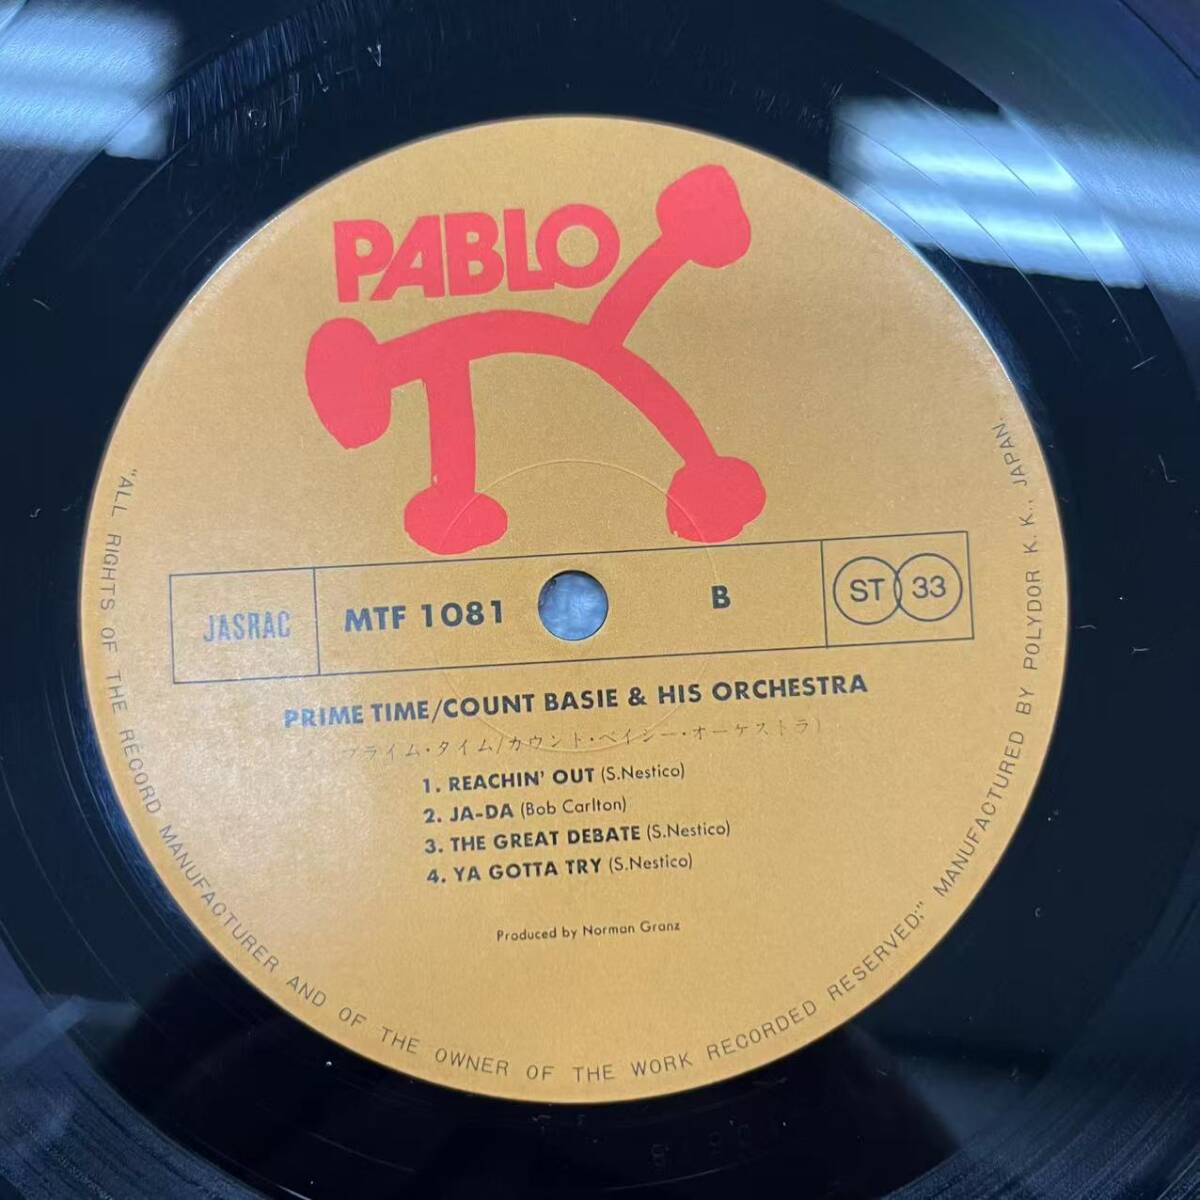 PABLO
JASRAC
MTF 1081
B
ST 33
PRIME TIME/COUNT BASIE & HIS ORCHESTRA
(プライム・タイム/カウント・ベイシー・オーケストラ)
1. REACHIN' OUT (S.Nestico)
2. JA-DA (Bob Carlton)
3. THE GREAT DEBATE (S.Nestico)
4. YA GOTTA TRY (S.Nestico)
Produced by Norman Granz
"ALL RIGHTS OF THE RECORD MANUFACTURER AND OF THE OWNER OF THE WORK RECORDED RESERVED;" MANUFACTURED BY POLYDOR K. K., JAPAN.